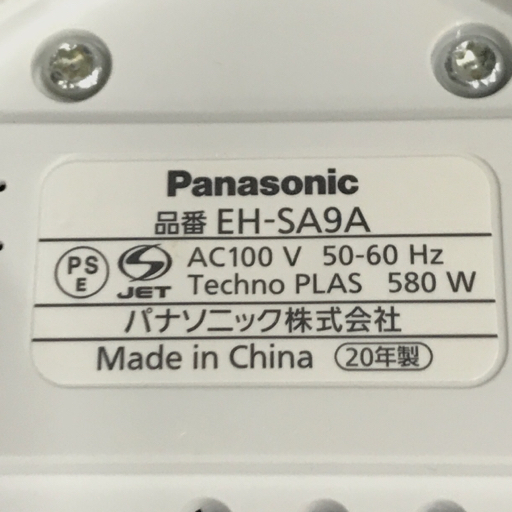 Panasonic
品番 EH-SA9A
PS E JET AC100 V 50-60 Hz
Techno PLAS 580 W
パナソニック株式会社
Made in China 20年製